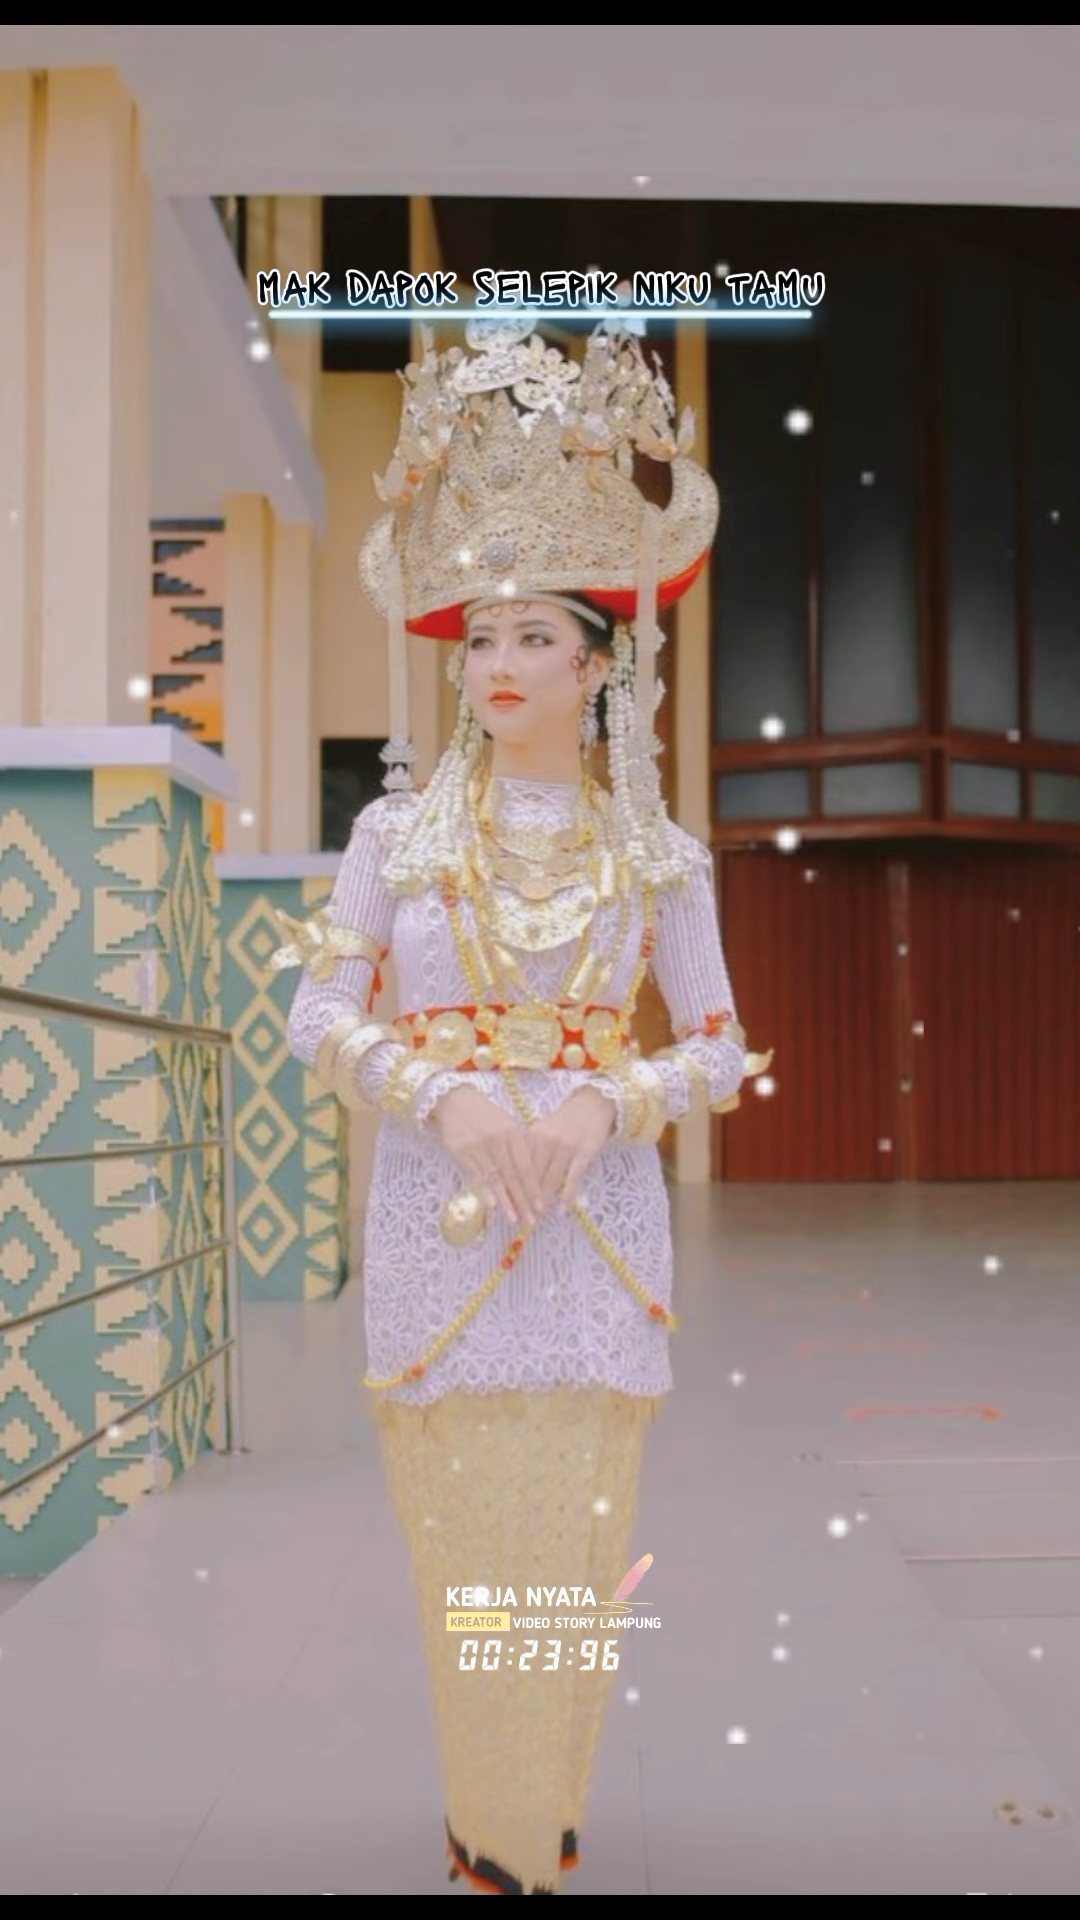 MAK DAPOK SELEPIK NIKU TAMU
KERJA NYATA
KREATOR VIDEO STORY LAMPUNG
00:23:96